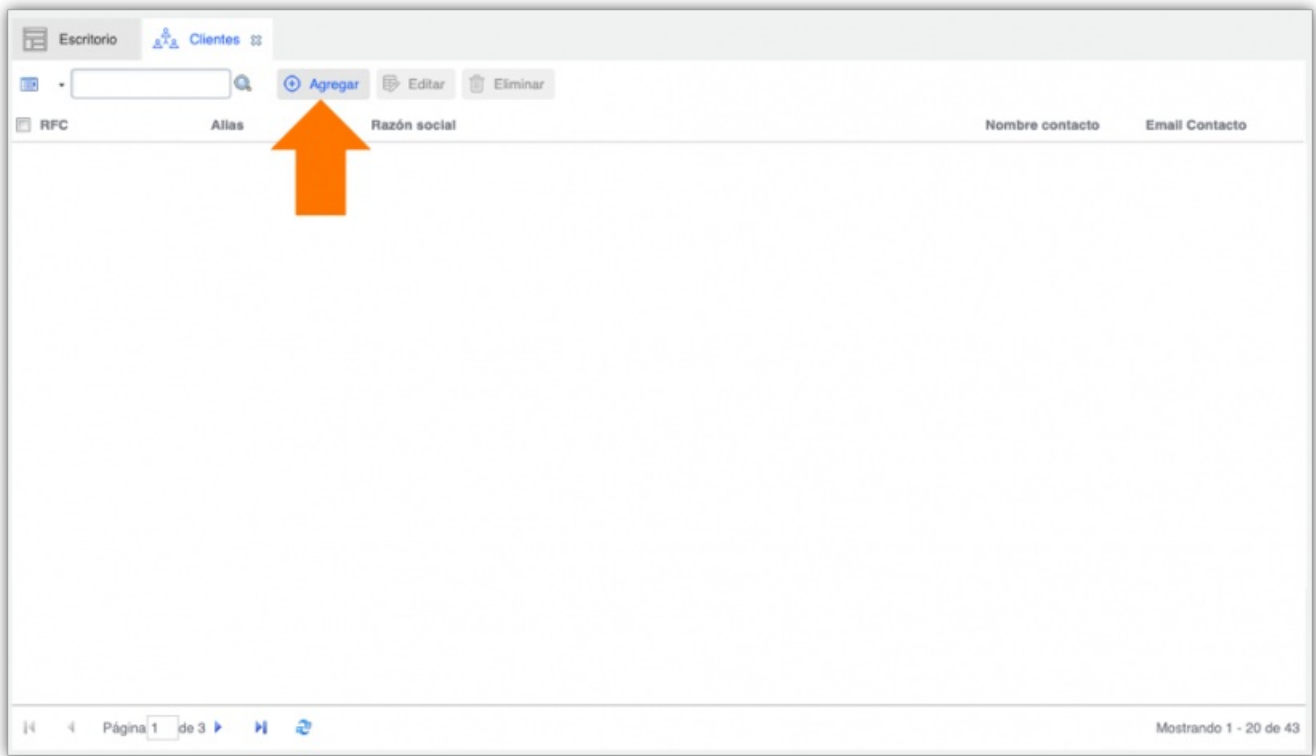 Escritorio Clientes
Agregar Editar Eliminar
RFC Alias Razón social Nombre contacto Email Contacto
Página 1 de 3 Mostrando 1 - 20 de 43